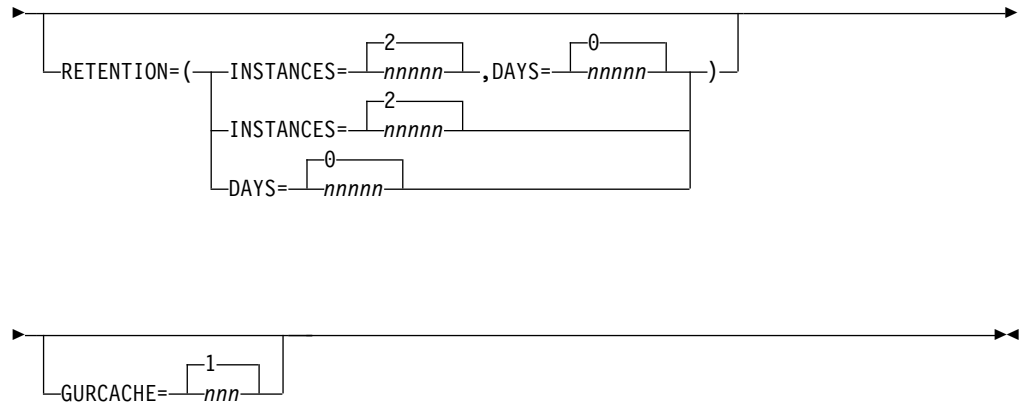 2 0
RETENTION=( INSTANCES= nnnnn ,DAYS= nnnnn )
2
INSTANCES= nnnnn
0
DAYS= nnnnn
1
GURCACHE= nnn